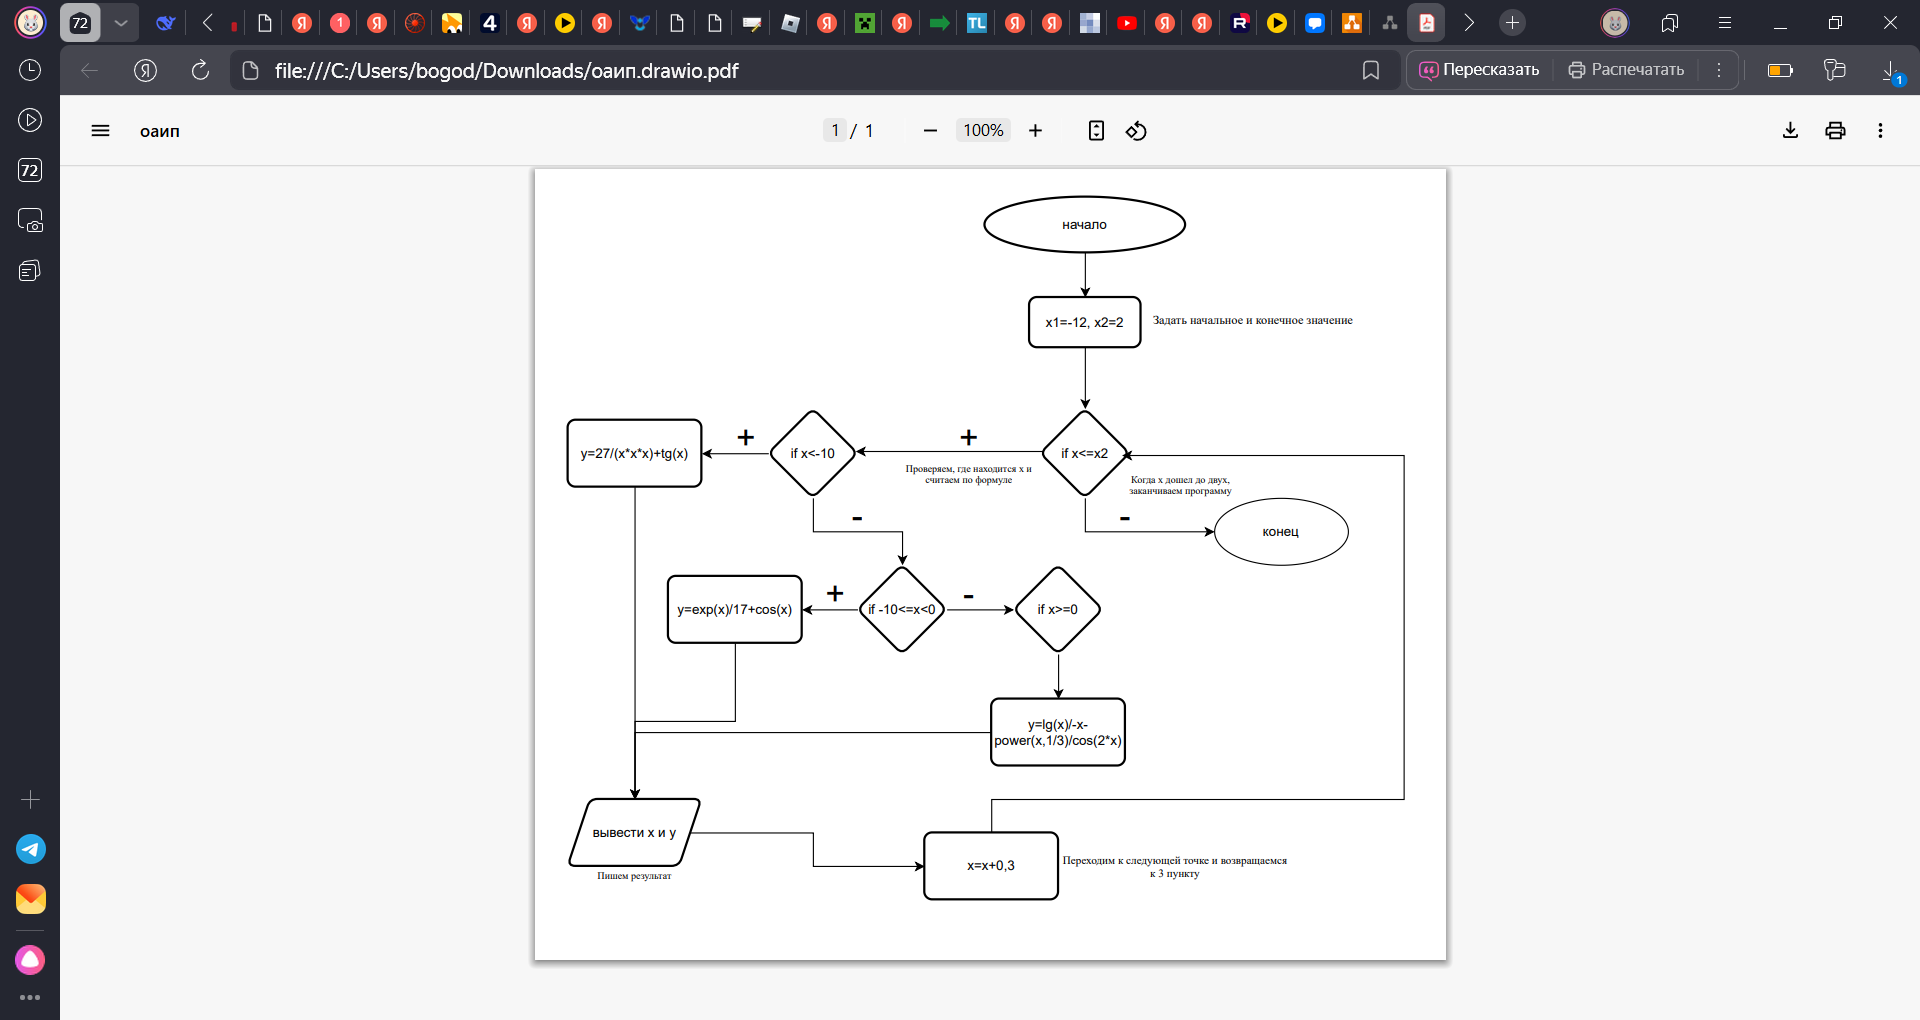 72
file:///C:/Users/bogod/Downloads/оаип.drawio.pdf
Пересказать
Распечатать
1
72
оаип
1 / 1
100%
начало
x1=-12, x2=2
Задать начальное и конечное значение
y=27/(x*x*x)+tg(x)
+
if x<-10
+
if x<=x2
Проверяем, где находится x и
считаем по формуле
Когда x дошел до двух,
заканчиваем программу
-
-
конец
y=exp(x)/17+cos(x)
+
if -10<=x<0
-
if x>=0
y=lg(x)/-x-
power(x,1/3)/cos(2*x)
вывести x и y
Пишем результат
x=x+0,3
Переходим к следующей точке и возвращаемся
к 3 пункту